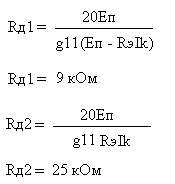 Rд1 = 20Eп
g11(Eп - RэIk)
Rд1 = 9 кОм
Rд2 = 20Eп
g11 RэIk
Rд2 = 25 кОм